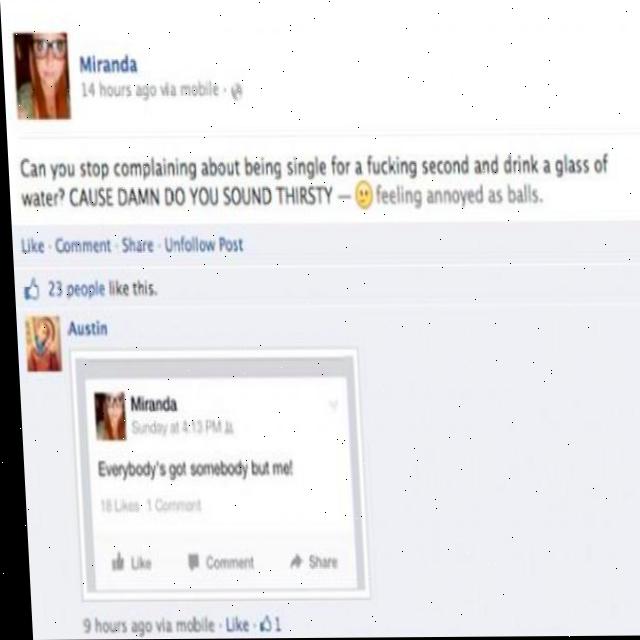 Miranda
14 hours ago via mobile ·
Can you stop complaining about being single for a fucking second and drink a glass of
water? CAUSE DAMN DO YOU SOUND THIRSTY — feeling annoyed as balls.
Like · Comment · Share · Unfollow Post
23 people like this.
Austin
Miranda
Sunday at 4:13 PM
Everybody's got somebody but me!
18 Likes · 1 Comment
Like Comment Share
9 hours ago via mobile · Like · 1